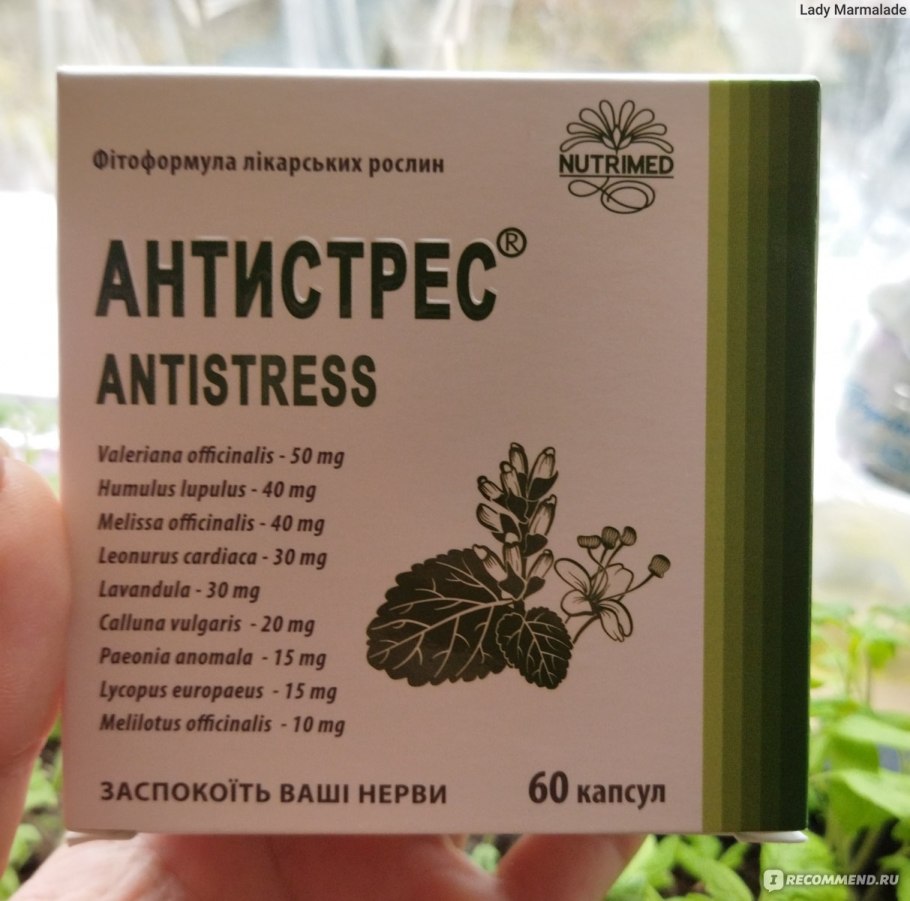 Lady Marmalade
Фітоформула лікарських рослин
NUTRIMED
АНТИСТРЕС®
ANTISTRESS
Valeriana officinalis - 50 mg
Humulus lupulus - 40 mg
Melissa officinalis - 40 mg
Leonurus cardiaca - 30 mg
Lavandula - 30 mg
Calluna vulgaris - 20 mg
Paeonia anomala - 15 mg
Lycopus europaeus - 15 mg
Melilotus officinalis - 10 mg
ЗАСПОКОЇТЬ ВАШІ НЕРВИ
60 капсул
IRECOMMEND.RU